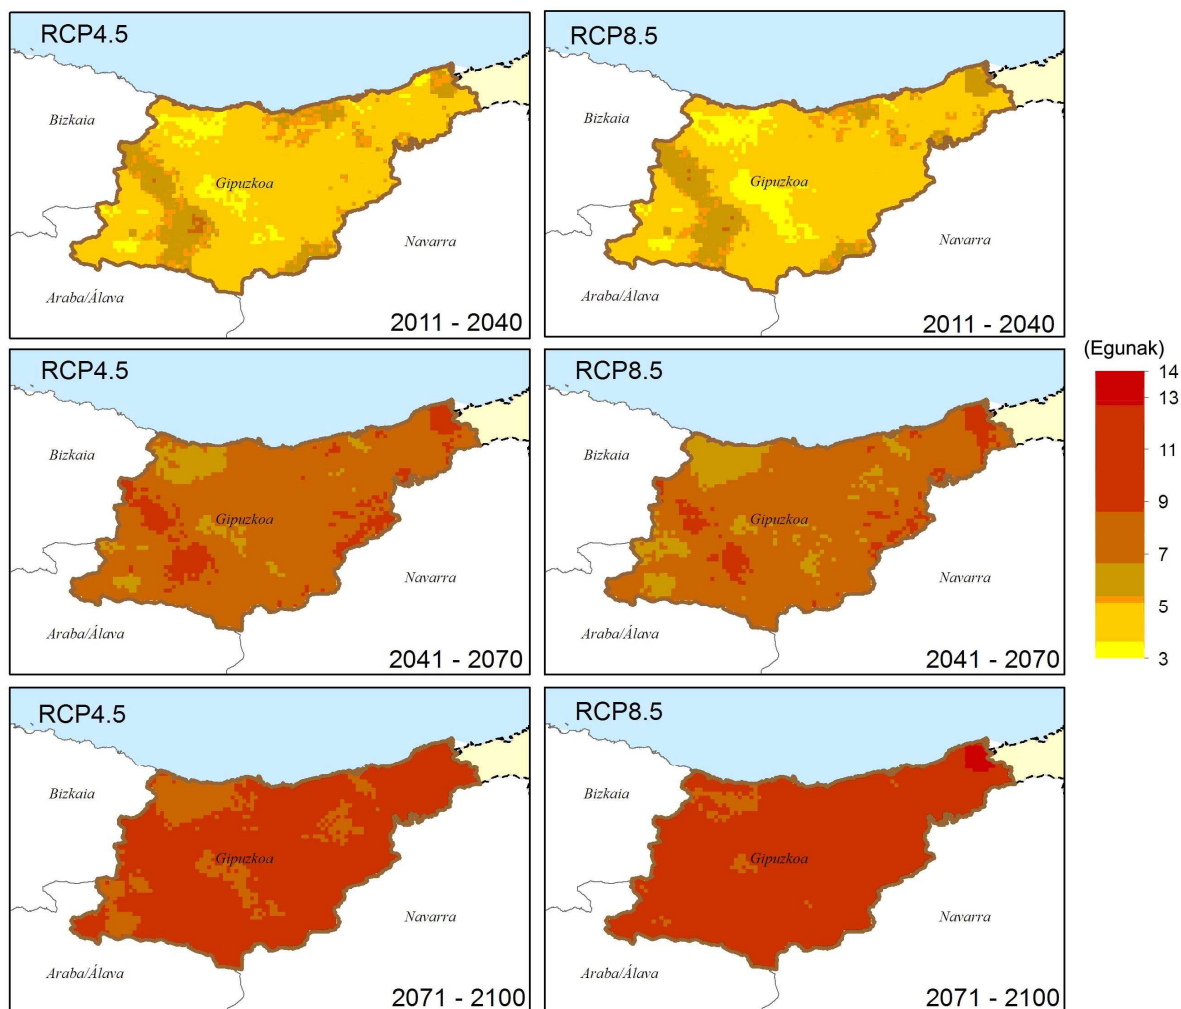 RCP4.5
Bizkaia
Gipuzkoa
Navarra
Araba/Álava
2011 - 2040
RCP8.5
Bizkaia
Gipuzkoa
Navarra
Araba/Álava
2011 - 2040
RCP4.5
Bizkaia
Gipuzkoa
Navarra
Araba/Álava
2041 - 2070
RCP8.5
Bizkaia
Gipuzkoa
Navarra
Araba/Álava
2041 - 2070
(Egunak)
14
13
11
9
7
5
3
RCP4.5
Bizkaia
Gipuzkoa
Navarra
Araba/Álava
2071 - 2100
RCP8.5
Bizkaia
Gipuzkoa
Navarra
Araba/Álava
2071 - 2100